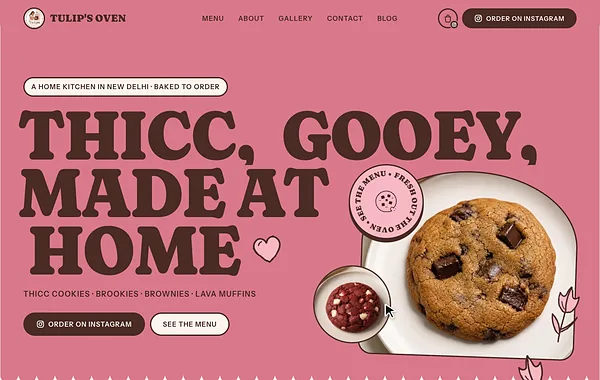 TULIP'S OVEN
MENU ABOUT GALLERY CONTACT BLOG
ORDER ON INSTAGRAM
A HOME KITCHEN IN NEW DELHI · BAKED TO ORDER
THICC, GOOEY,
MADE AT
HOME
SEE THE MENU • FRESH OUT THE OVEN •
THICC COOKIES · BROOKIES · BROWNIES · LAVA MUFFINS
ORDER ON INSTAGRAM
SEE THE MENU